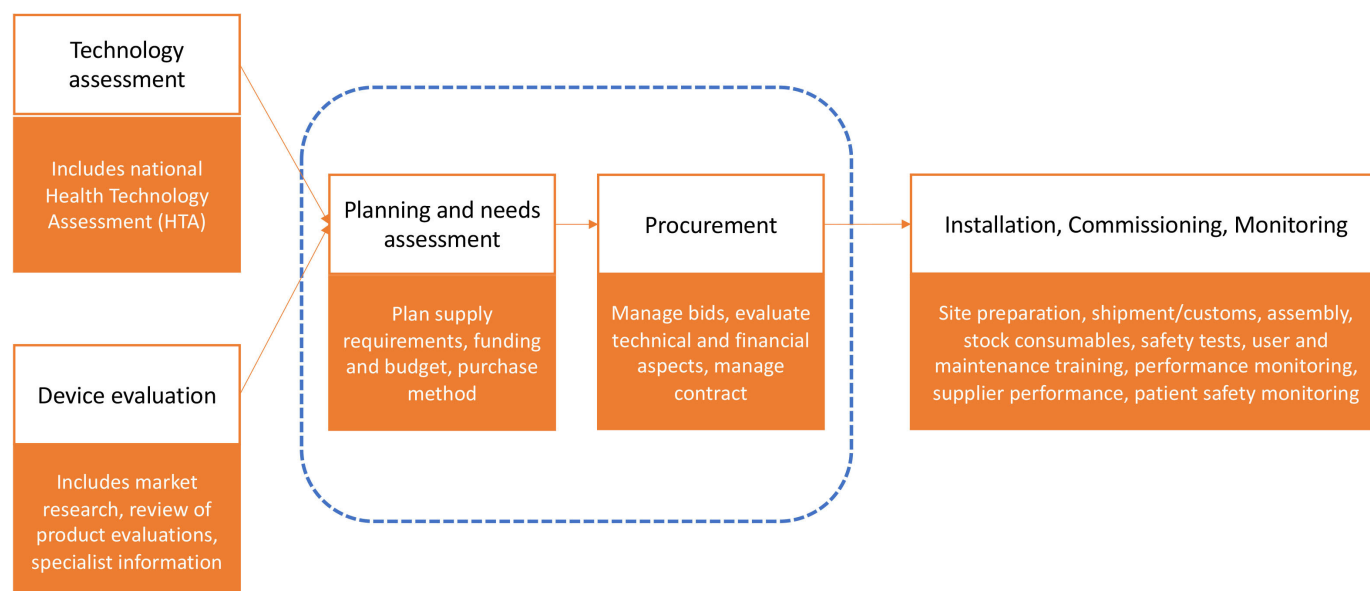 Technology
assessment
Includes national
Health Technology
Assessment (HTA)
Device evaluation
Includes market
research, review of
product evaluations,
specialist information
Planning and needs
assessment
Plan supply
requirements, funding
and budget, purchase
method
Procurement
Manage bids, evaluate
technical and financial
aspects, manage
contract
Installation, Commissioning, Monitoring
Site preparation, shipment/customs, assembly,
stock consumables, safety tests, user and
maintenance training, performance monitoring,
supplier performance, patient safety monitoring